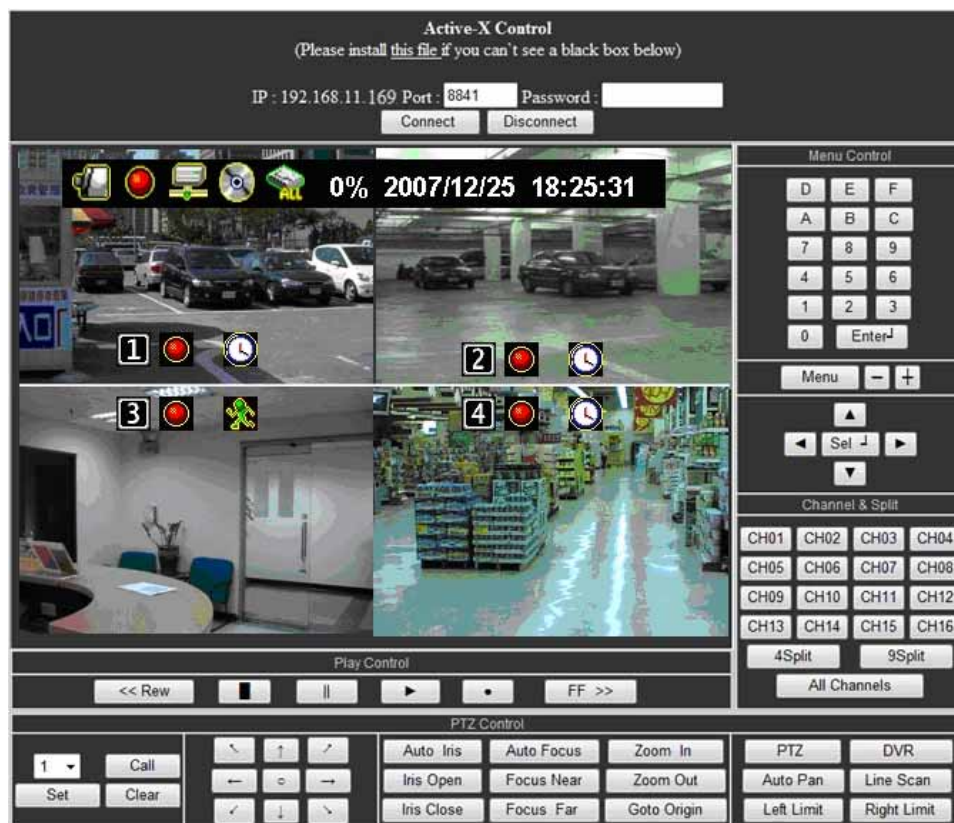 Active-X Control
(Please install this file if you can`t see a black box below)
IP : 192.168.11.169 Port : 8841 Password :
Connect Disconnect
ALL 0% 2007/12/25 18:25:31
1
2
3
4
Menu Control
D E F
A B C
7 8 9
4 5 6
1 2 3
0 Enter┘
Menu − +
▲
◄ Sel ┘ ►
▼
Channel & Split
CH01 CH02 CH03 CH04
CH05 CH06 CH07 CH08
CH09 CH10 CH11 CH12
CH13 CH14 CH15 CH16
4Split 9Split
All Channels
Play Control
<< Rew █ || ► ● FF >>
PTZ Control
1 Call
Set Clear
↖ ↑ ↗
← ○ →
↙ ↓ ↘
Auto Iris Auto Focus Zoom In
Iris Open Focus Near Zoom Out
Iris Close Focus Far Goto Origin
PTZ DVR
Auto Pan Line Scan
Left Limit Right Limit